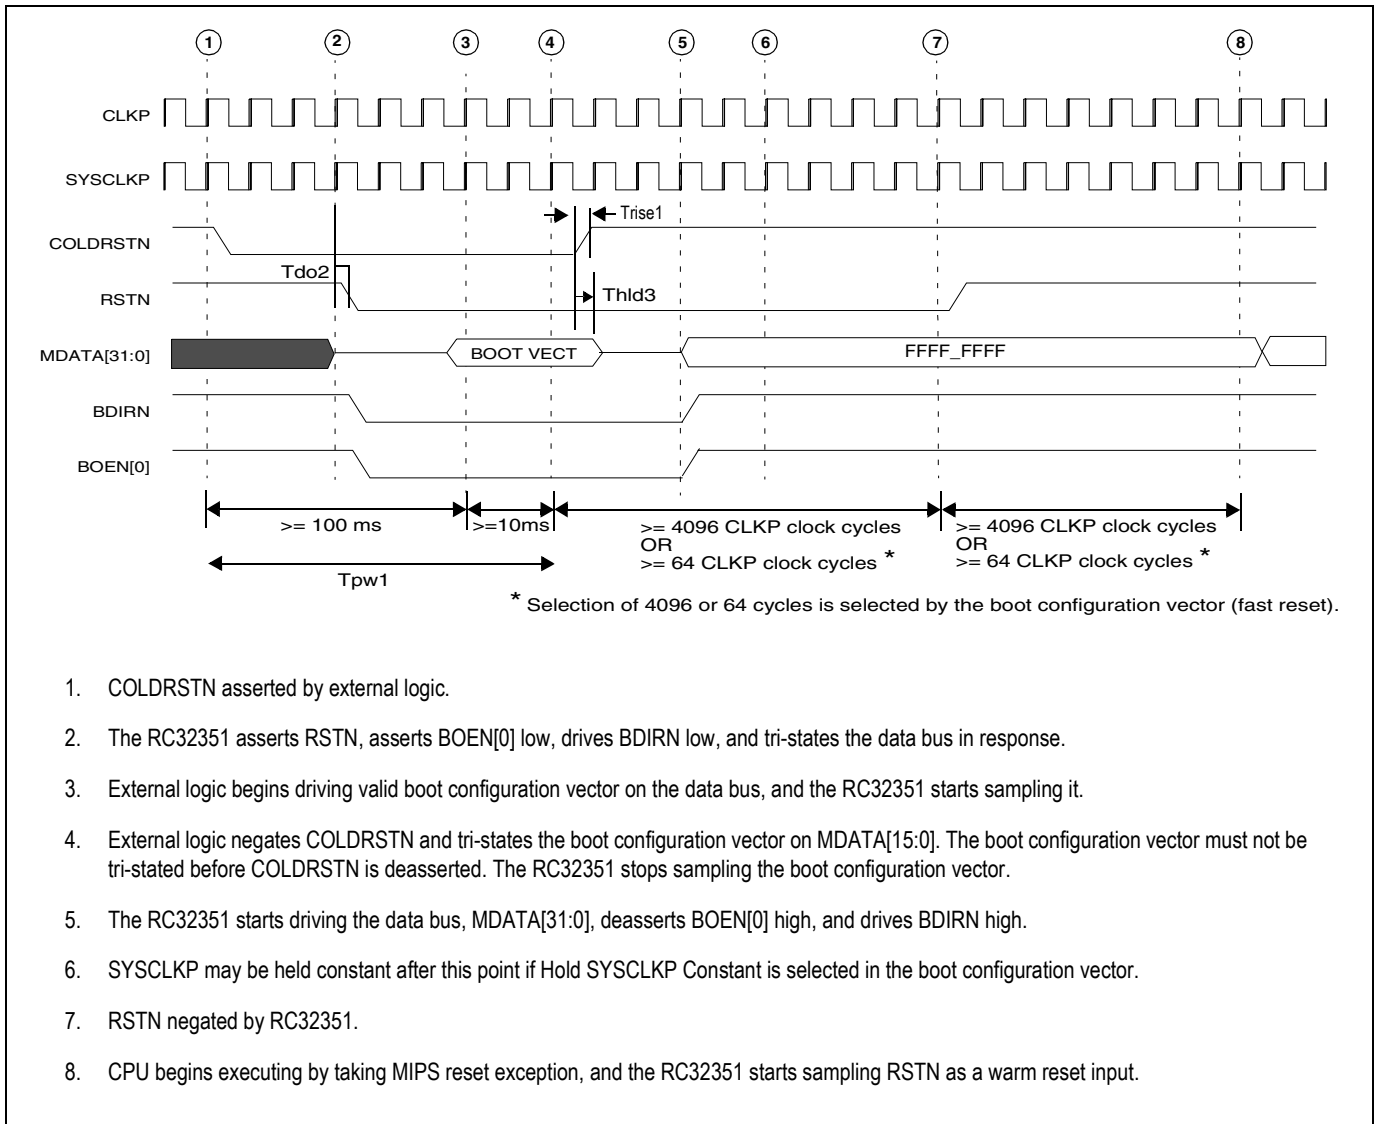 1 2 3 4 5 6 7 8
CLKP
SYSCLKP
Trise1
COLDRSTN
Tdo2
RSTN
Thld3
MDATA[31:0]
BOOT VECT
FFFF_FFFF
BDIRN
BOEN[0]
>= 100 ms
>=10ms
>= 4096 CLKP clock cycles
OR
>= 64 CLKP clock cycles *
>= 4096 CLKP clock cycles
OR
>= 64 CLKP clock cycles *
Tpw1
* Selection of 4096 or 64 cycles is selected by the boot configuration vector (fast reset).
1. COLDRSTN asserted by external logic.
2. The RC32351 asserts RSTN, asserts BOEN[0] low, drives BDIRN low, and tri-states the data bus in response.
3. External logic begins driving valid boot configuration vector on the data bus, and the RC32351 starts sampling it.
4. External logic negates COLDRSTN and tri-states the boot configuration vector on MDATA[15:0]. The boot configuration vector must not be
tri-stated before COLDRSTN is deasserted. The RC32351 stops sampling the boot configuration vector.
5. The RC32351 starts driving the data bus, MDATA[31:0], deasserts BOEN[0] high, and drives BDIRN high.
6. SYSCLKP may be held constant after this point if Hold SYSCLKP Constant is selected in the boot configuration vector.
7. RSTN negated by RC32351.
8. CPU begins executing by taking MIPS reset exception, and the RC32351 starts sampling RSTN as a warm reset input.